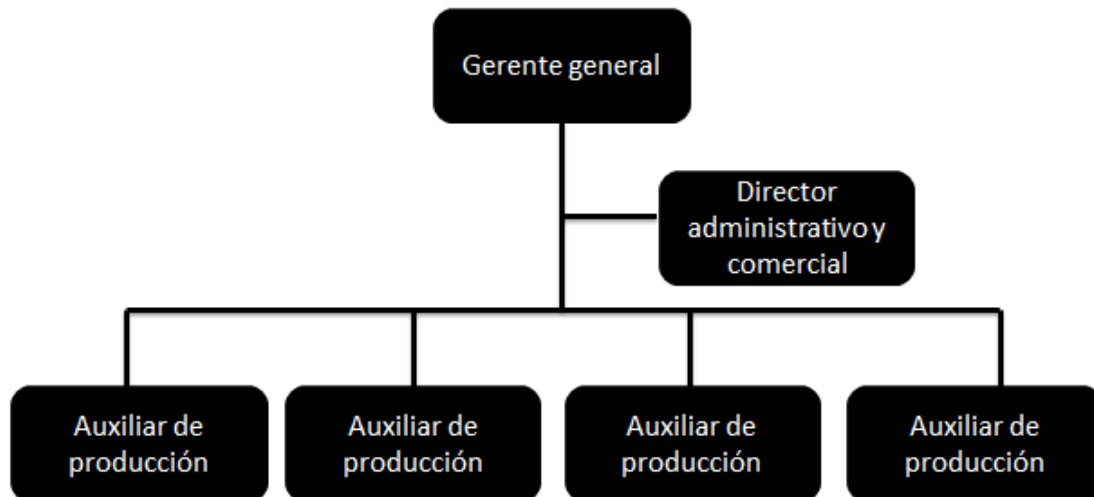 Gerente general
Director
administrativo y
comercial
Auxiliar de
producción
Auxiliar de
producción
Auxiliar de
producción
Auxiliar de
producción